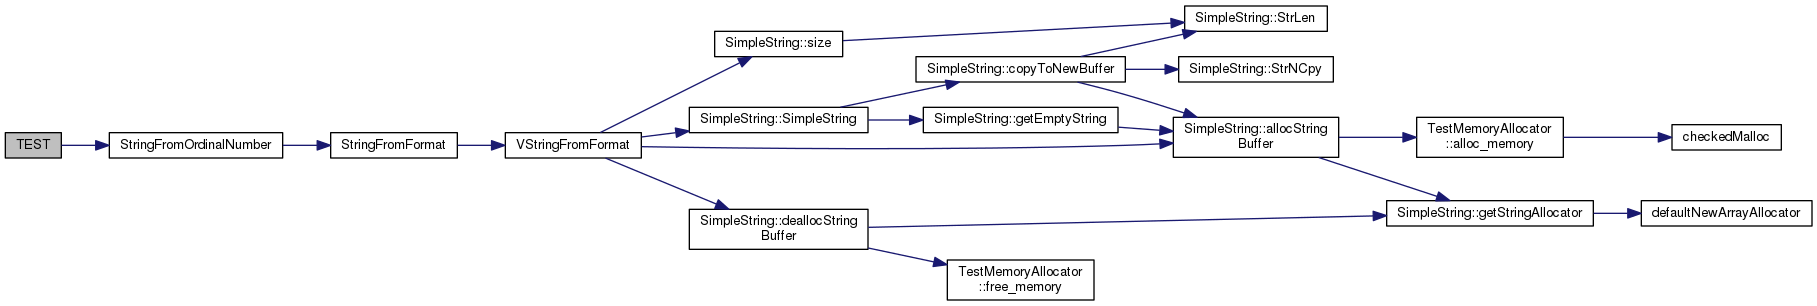 TEST
StringFromOrdinalNumber
StringFromFormat
VStringFromFormat
SimpleString::size
SimpleString::SimpleString
SimpleString::deallocString
Buffer
SimpleString::copyToNewBuffer
SimpleString::getEmptyString
TestMemoryAllocator
::free_memory
SimpleString::StrLen
SimpleString::StrNCpy
SimpleString::allocString
Buffer
TestMemoryAllocator
::alloc_memory
SimpleString::getStringAllocator
checkedMalloc
defaultNewArrayAllocator